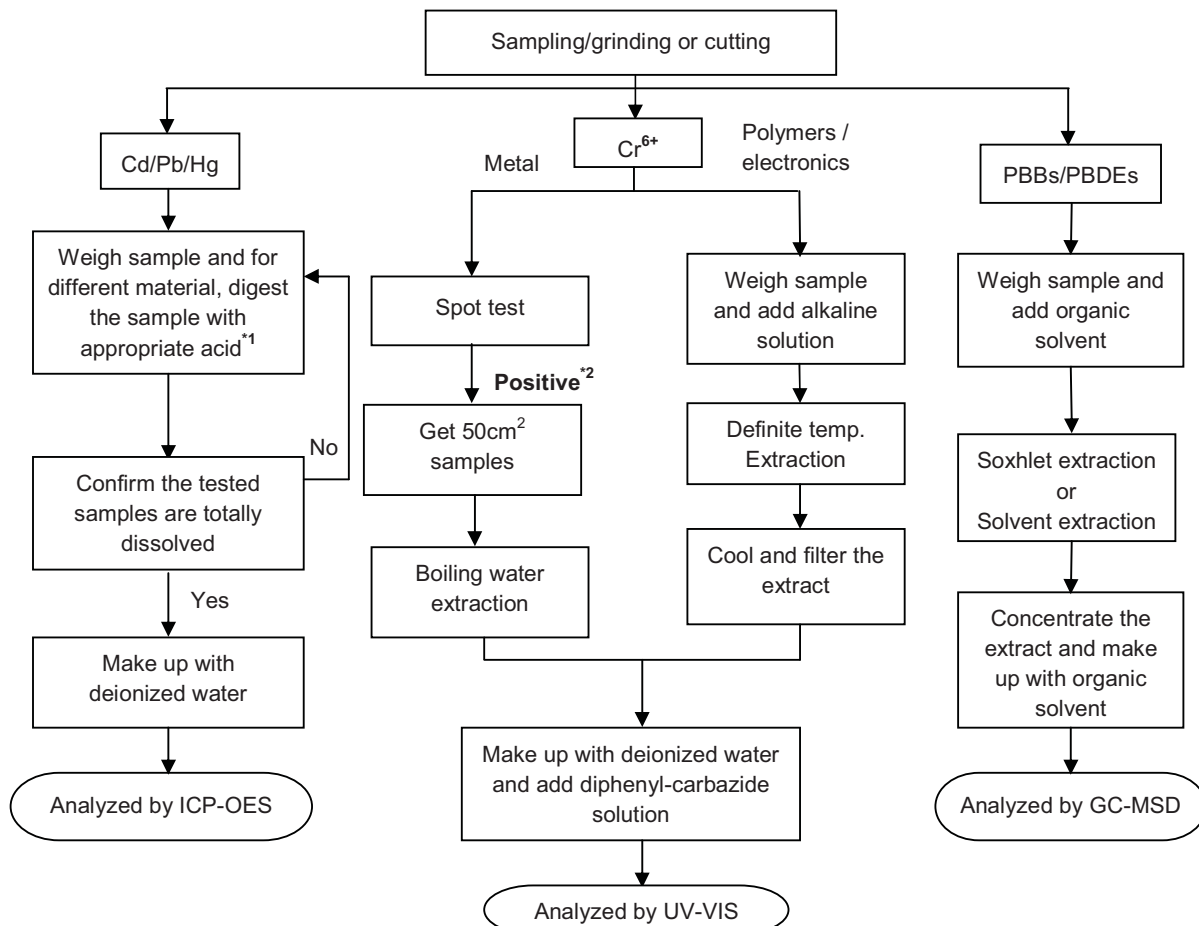 Sampling/grinding or cutting
Cd/Pb/Hg
Cr6+
Metal
Polymers /
electronics
PBBs/PBDEs
Weigh sample and for
different material, digest
the sample with
appropriate acid*1
Spot test
Weigh sample
and add alkaline
solution
Weigh sample and
add organic
solvent
Positive*2
No
Get 50cm2
samples
Definite temp.
Extraction
Confirm the tested
samples are totally
dissolved
Soxhlet extraction
or
Solvent extraction
Boiling water
extraction
Cool and filter the
extract
Yes
Make up with
deionized water
Concentrate the
extract and make
up with organic
solvent
Make up with deionized water
and add diphenyl-carbazide
solution
Analyzed by ICP-OES
Analyzed by GC-MSD
Analyzed by UV-VIS